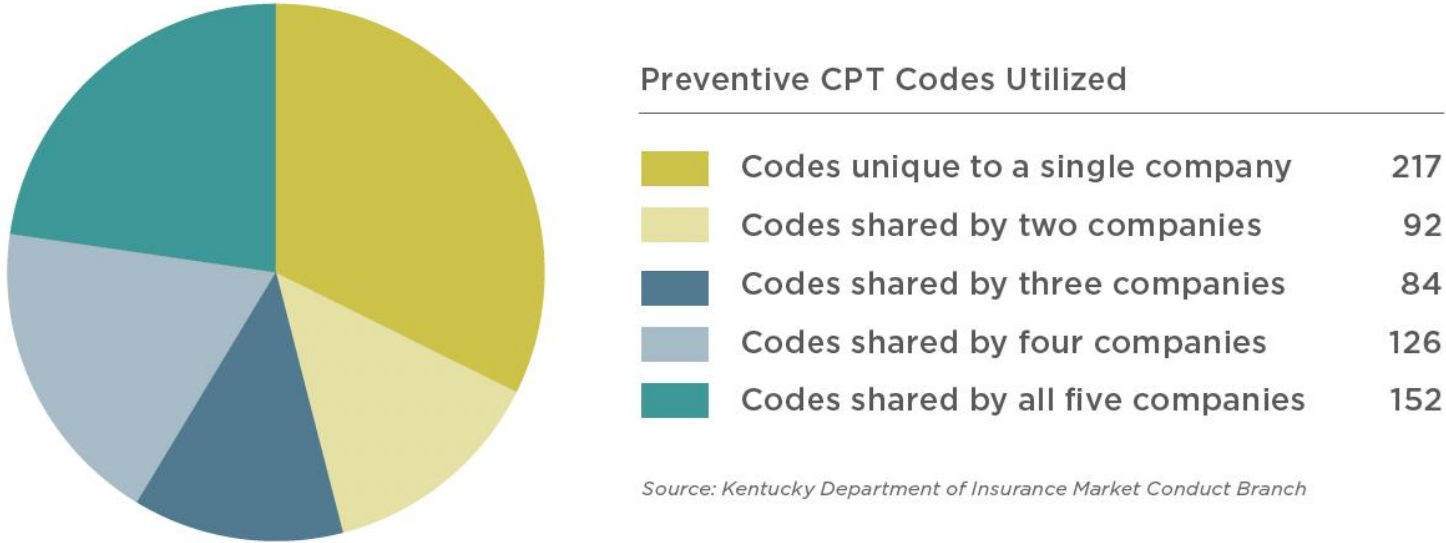 Preventive CPT Codes Utilized
Codes unique to a single company 217
Codes shared by two companies 92
Codes shared by three companies 84
Codes shared by four companies 126
Codes shared by all five companies 152
Source: Kentucky Department of Insurance Market Conduct Branch